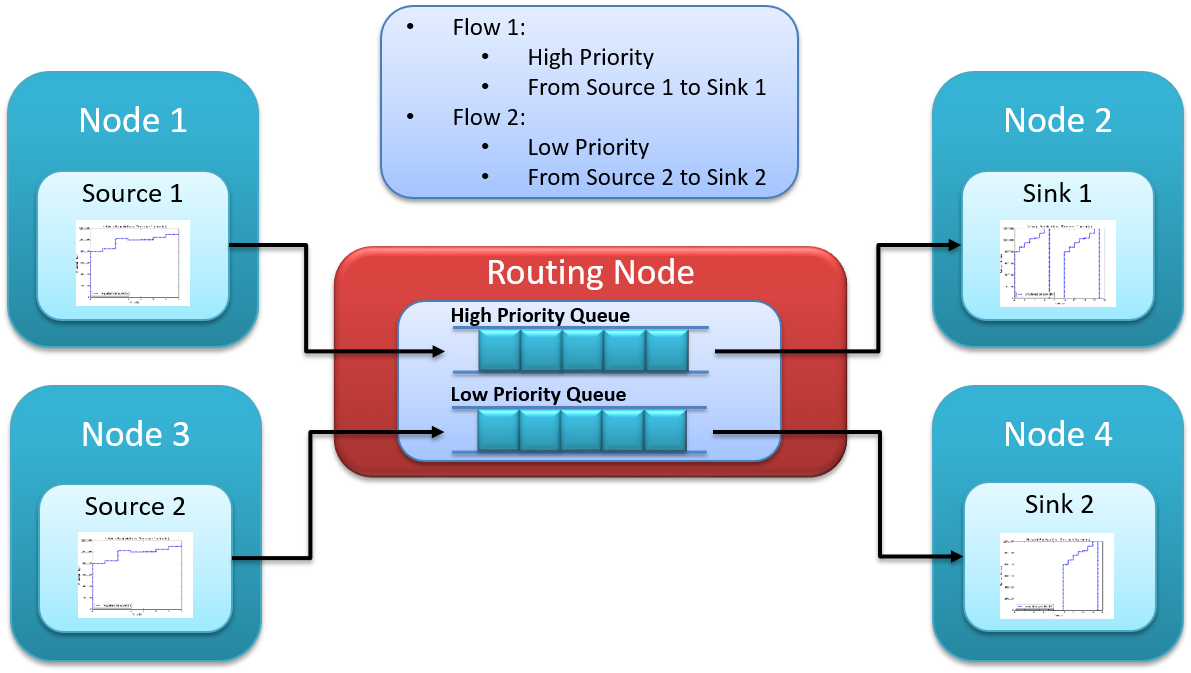 • Flow 1:
• High Priority
• From Source 1 to Sink 1
• Flow 2:
• Low Priority
• From Source 2 to Sink 2
Node 1
Source 1
Node 2
Sink 1
Routing Node
High Priority Queue
Low Priority Queue
Node 3
Source 2
Node 4
Sink 2